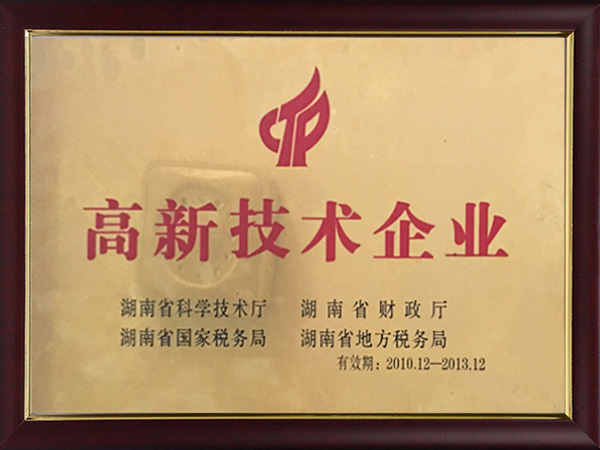 CTP
高新技术企业
湖南省科学技术厅 湖南省财政厅
湖南省国家税务局 湖南省地方税务局
有效期：2010.12—2013.12